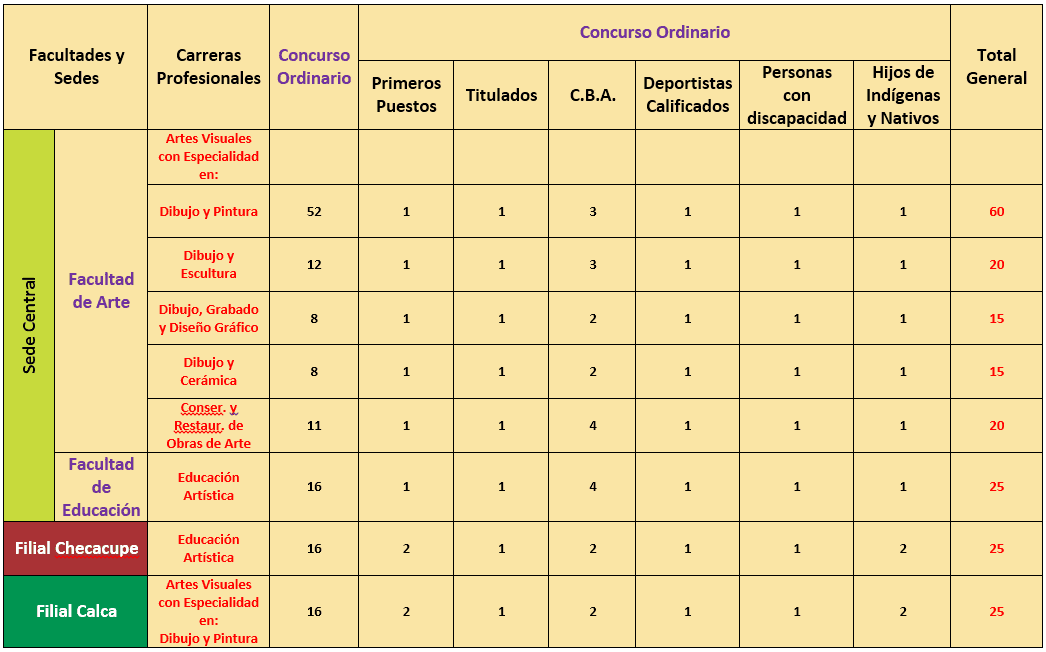 Facultades y
Sedes
Carreras
Profesionales
Concurso
Ordinario
Concurso Ordinario
Total
General
Primeros
Puestos
Titulados
C.B.A.
Deportistas
Calificados
Personas
con
discapacidad
Hijos de
Indígenas
y Nativos
Sede Central
Facultad
de Arte
Artes Visuales
con Especialidad
en:
Dibujo y Pintura 52 1 1 3 1 1 1 60
Dibujo y
Escultura
12 1 1 3 1 1 1 20
Dibujo, Grabado
y Diseño Gráfico
8 1 1 2 1 1 1 15
Dibujo y
Cerámica
8 1 1 2 1 1 1 15
Conser. y
Restaur. de
Obras de Arte
11 1 1 4 1 1 1 20
Facultad
de
Educación
Educación
Artística
16 1 1 4 1 1 1 25
Filial Checacupe
Educación
Artística
16 2 1 2 1 1 2 25
Filial Calca
Artes Visuales
con Especialidad
en:
Dibujo y Pintura
16 2 1 2 1 1 2 25